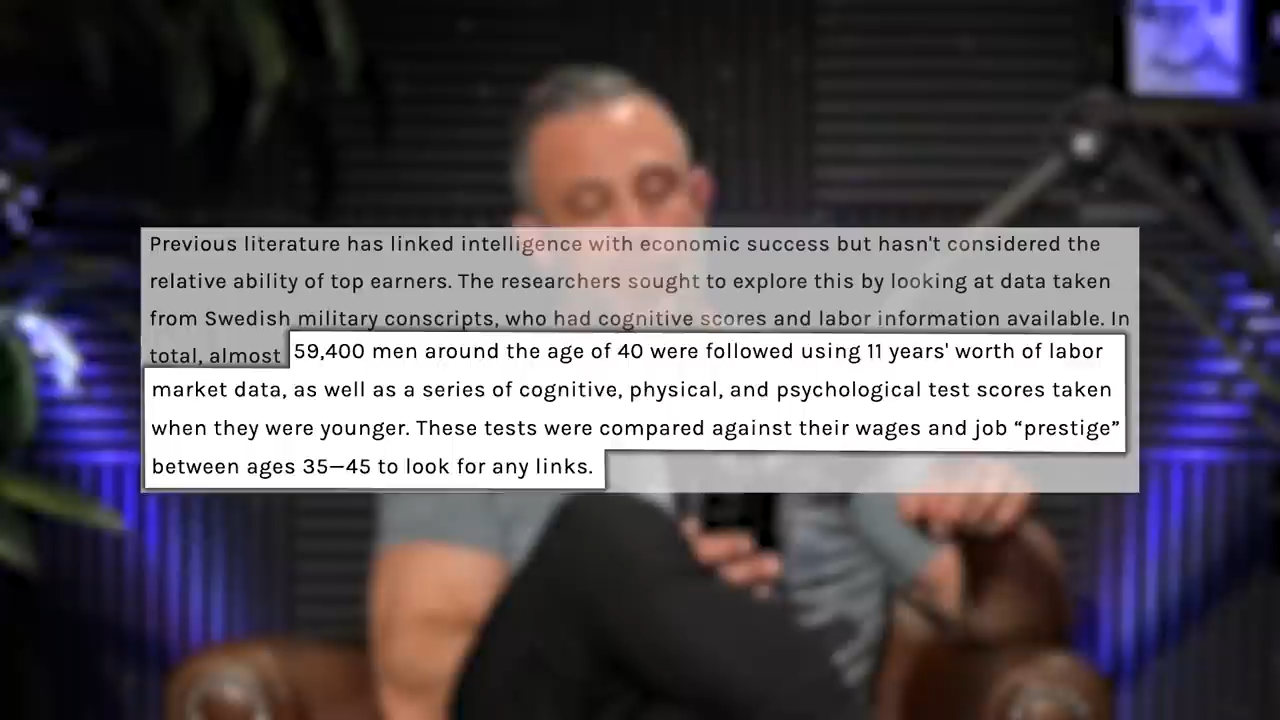 Previous literature has linked intelligence with economic success but hasn't considered the
relative ability of top earners. The researchers sought to explore this by looking at data taken
from Swedish military conscripts, who had cognitive scores and labor information available. In
total, almost 59,400 men around the age of 40 were followed using 11 years' worth of labor
market data, as well as a series of cognitive, physical, and psychological test scores taken
when they were younger. These tests were compared against their wages and job “prestige”
between ages 35—45 to look for any links.